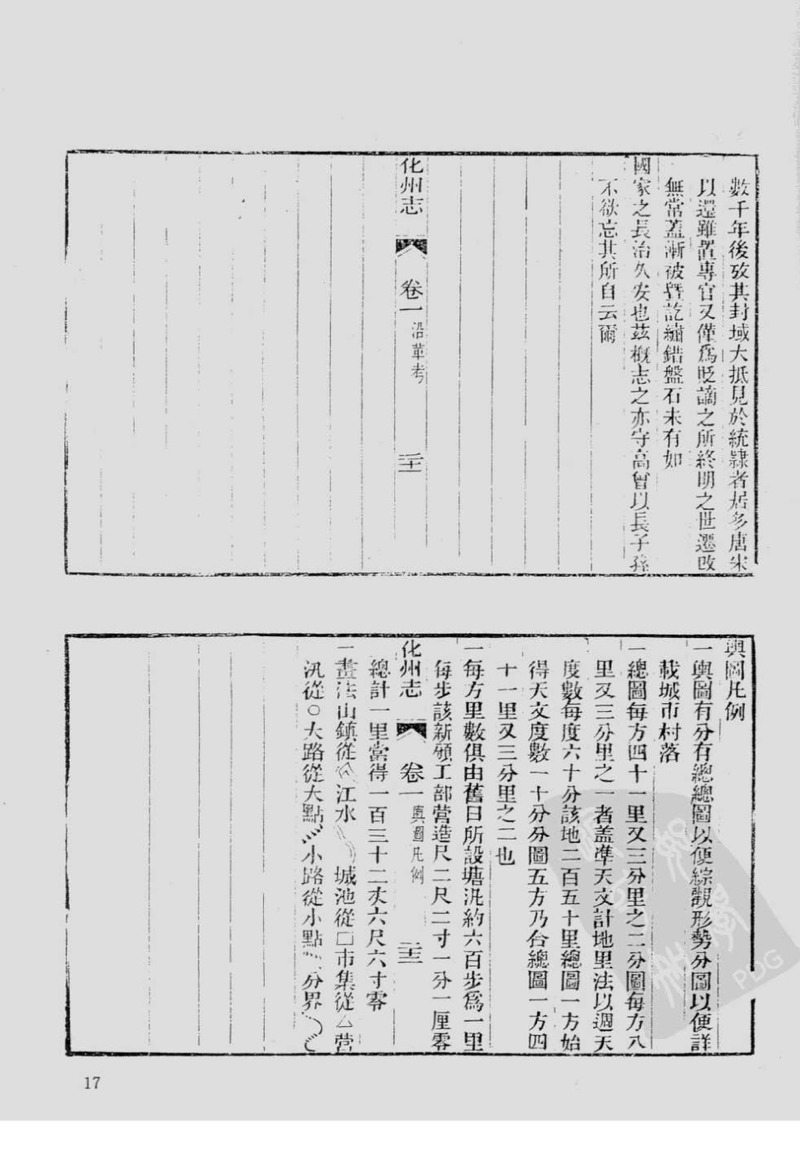 數千年後攷其封域大抵見於統隸者居多唐宋
以還雖置專官又僅爲貶謫之所終明之世遷改
無常蓋漸被暨訖繡錯盤石未有如
國家之長治久安也茲概志之亦守高曾以長子孫
不欲忘其所自云爾
化州志 卷一 沿革考 二十
輿圖凡例
一輿圖有分有總總圖以便綜觀形勢分圖以便詳
載城市村落
一總圖每方四十一里又三分里之二分圖每方八
里又三分里之一者蓋準天文計地里法以週天
度數每度六十分該地二百五十里總圖一方始
得天文度數一十分分圖五方乃合總圖一方四
十一里又三分里之二也
一每方里數俱由舊日所設塘汛約六百步爲一里
每步該新頒工部營造尺二尺二寸一分一厘零
化州志 卷一 輿圖凡例
總計一里當得一百三十二丈六尺六寸零
一畫法山鎮從 江水 城池從口市集從△營
汛從○大路從大點 小路從小點 分界
17
PDG